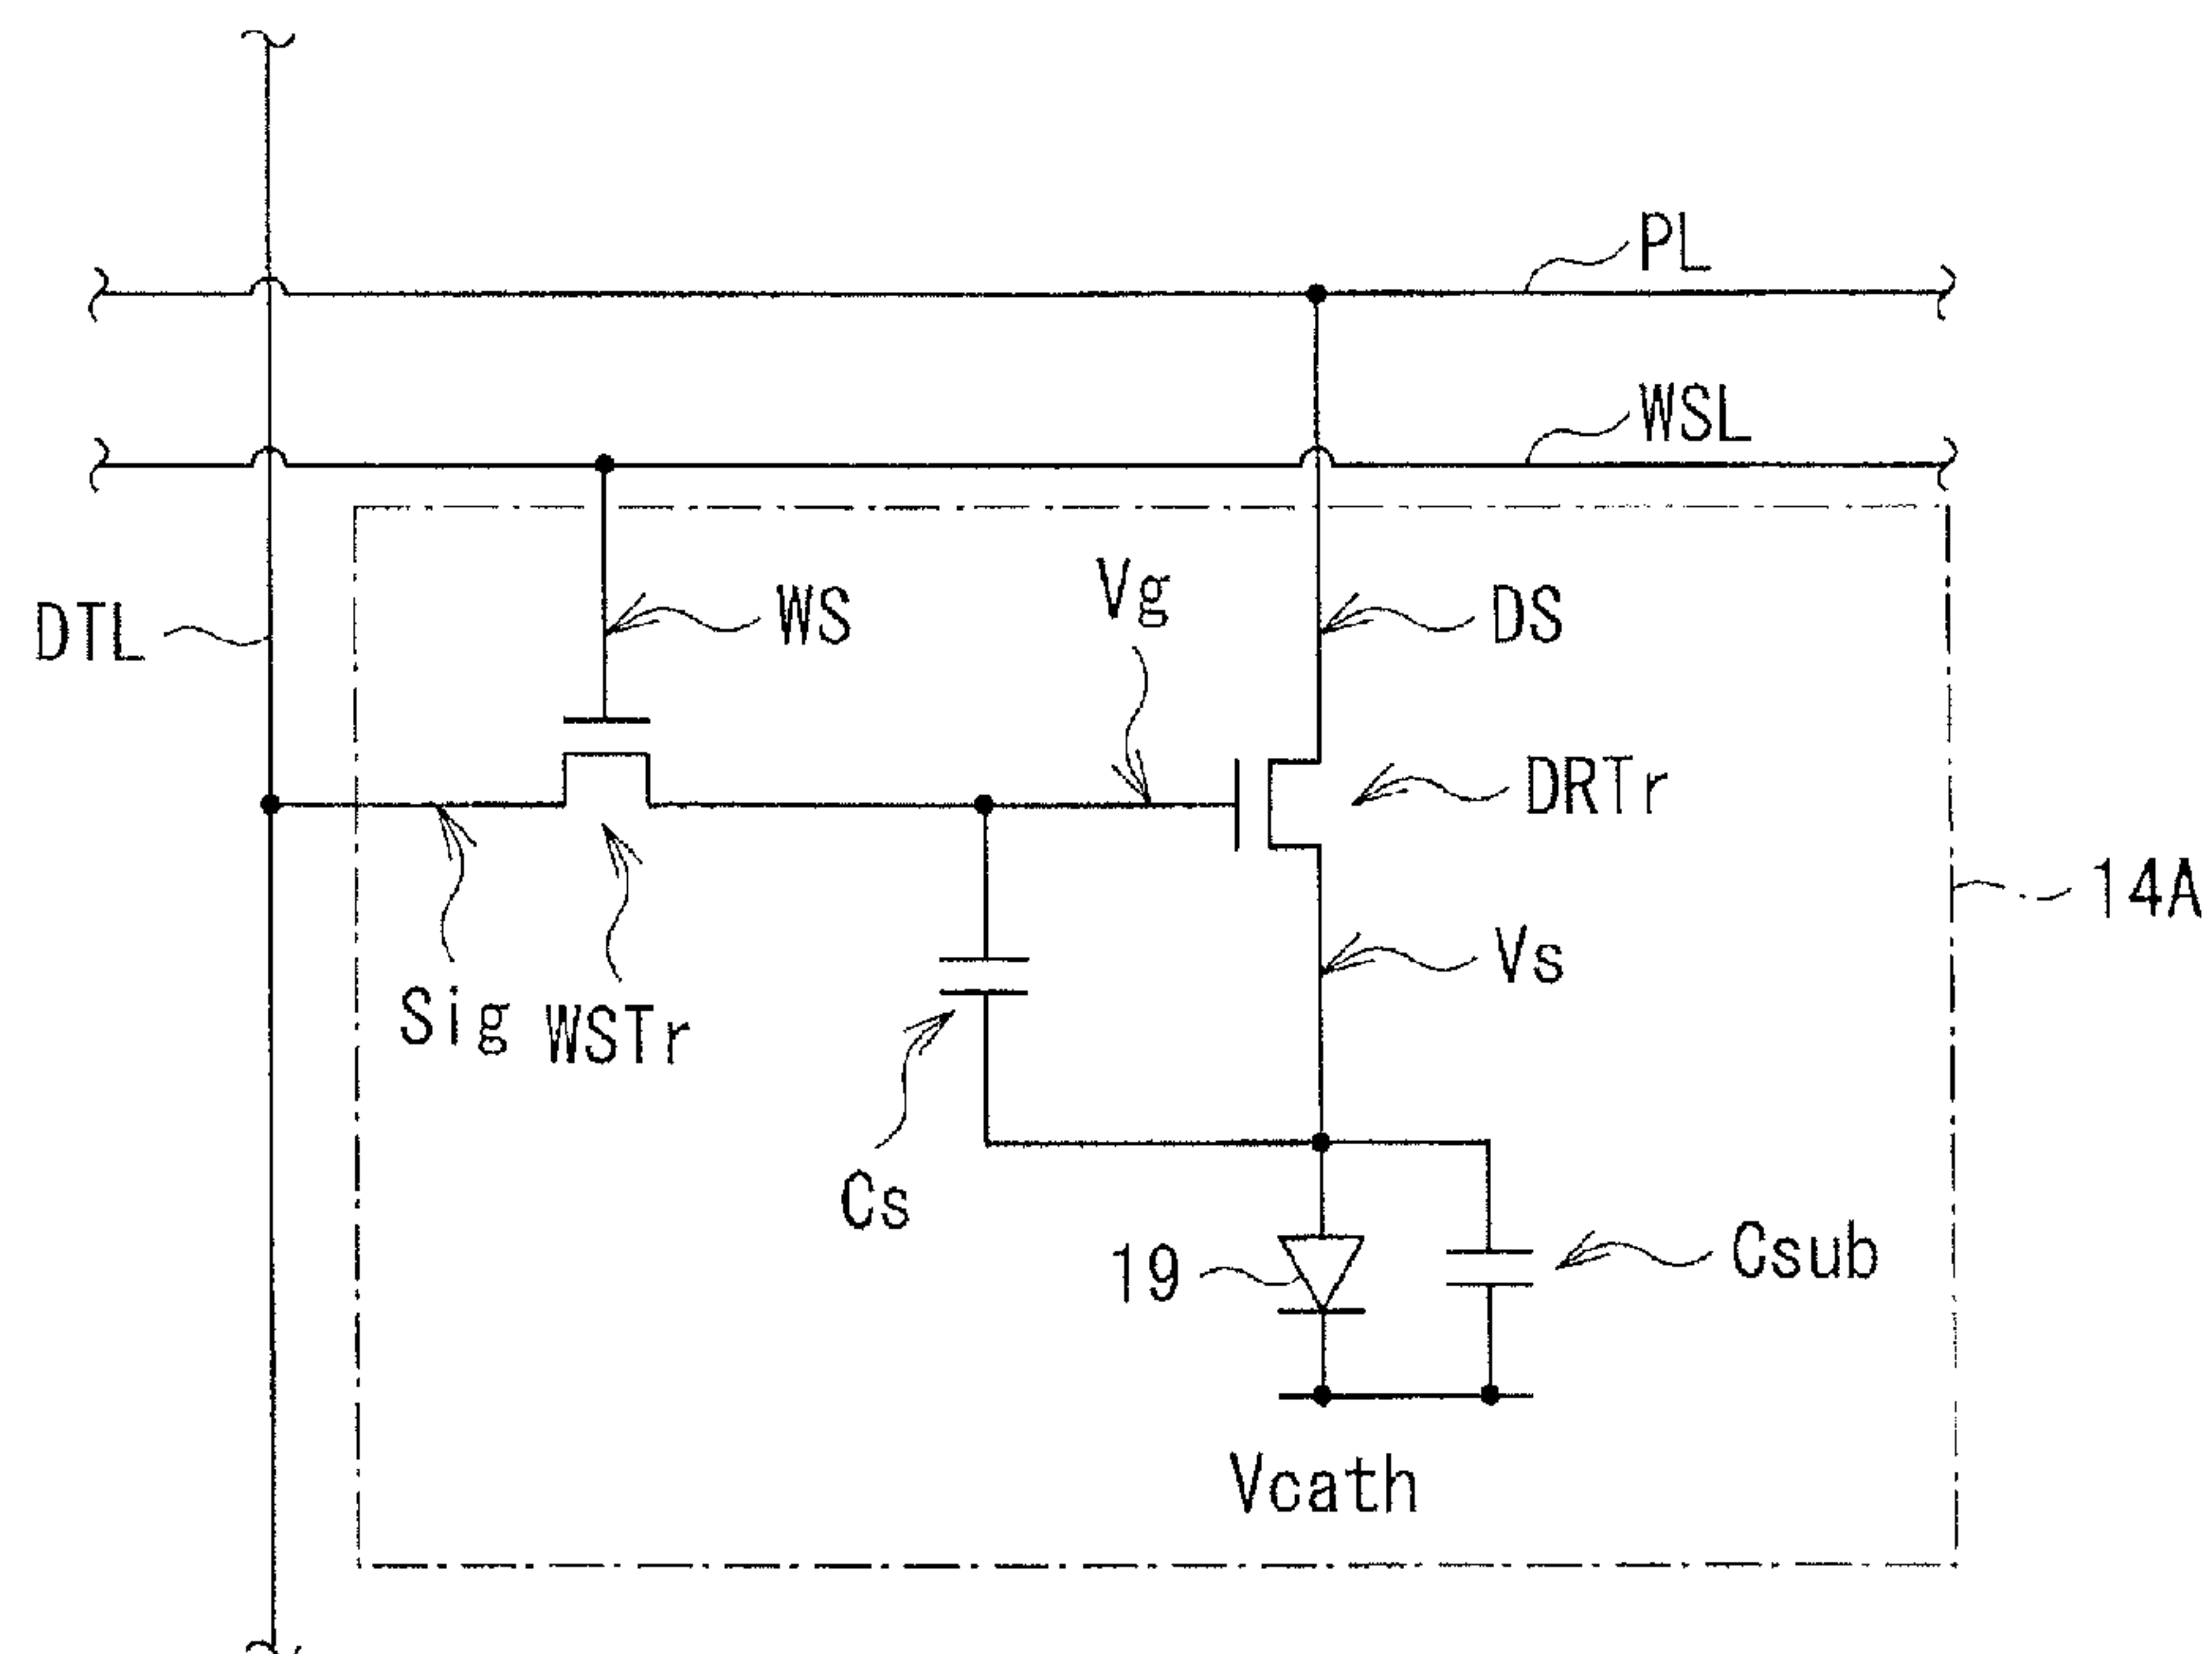 PL
WSL
DTL
WS
Vg
DS
DRTr
14A
Sig
WSTr
Vs
Cs
19
Csub
Vcath